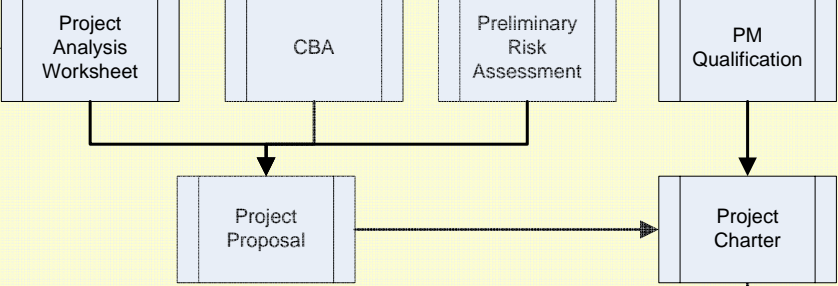 Project
Analysis
Worksheet
CBA
Preliminary
Risk
Assessment
PM
Qualification
Project
Proposal
Project
Charter